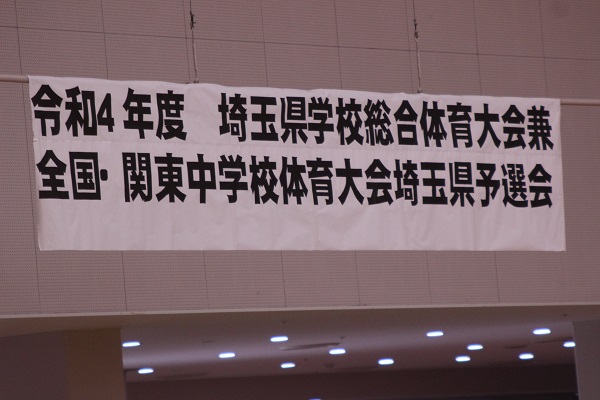 令和4年度　埼玉県学校総合体育大会兼
全国・関東中学校体育大会埼玉県予選会